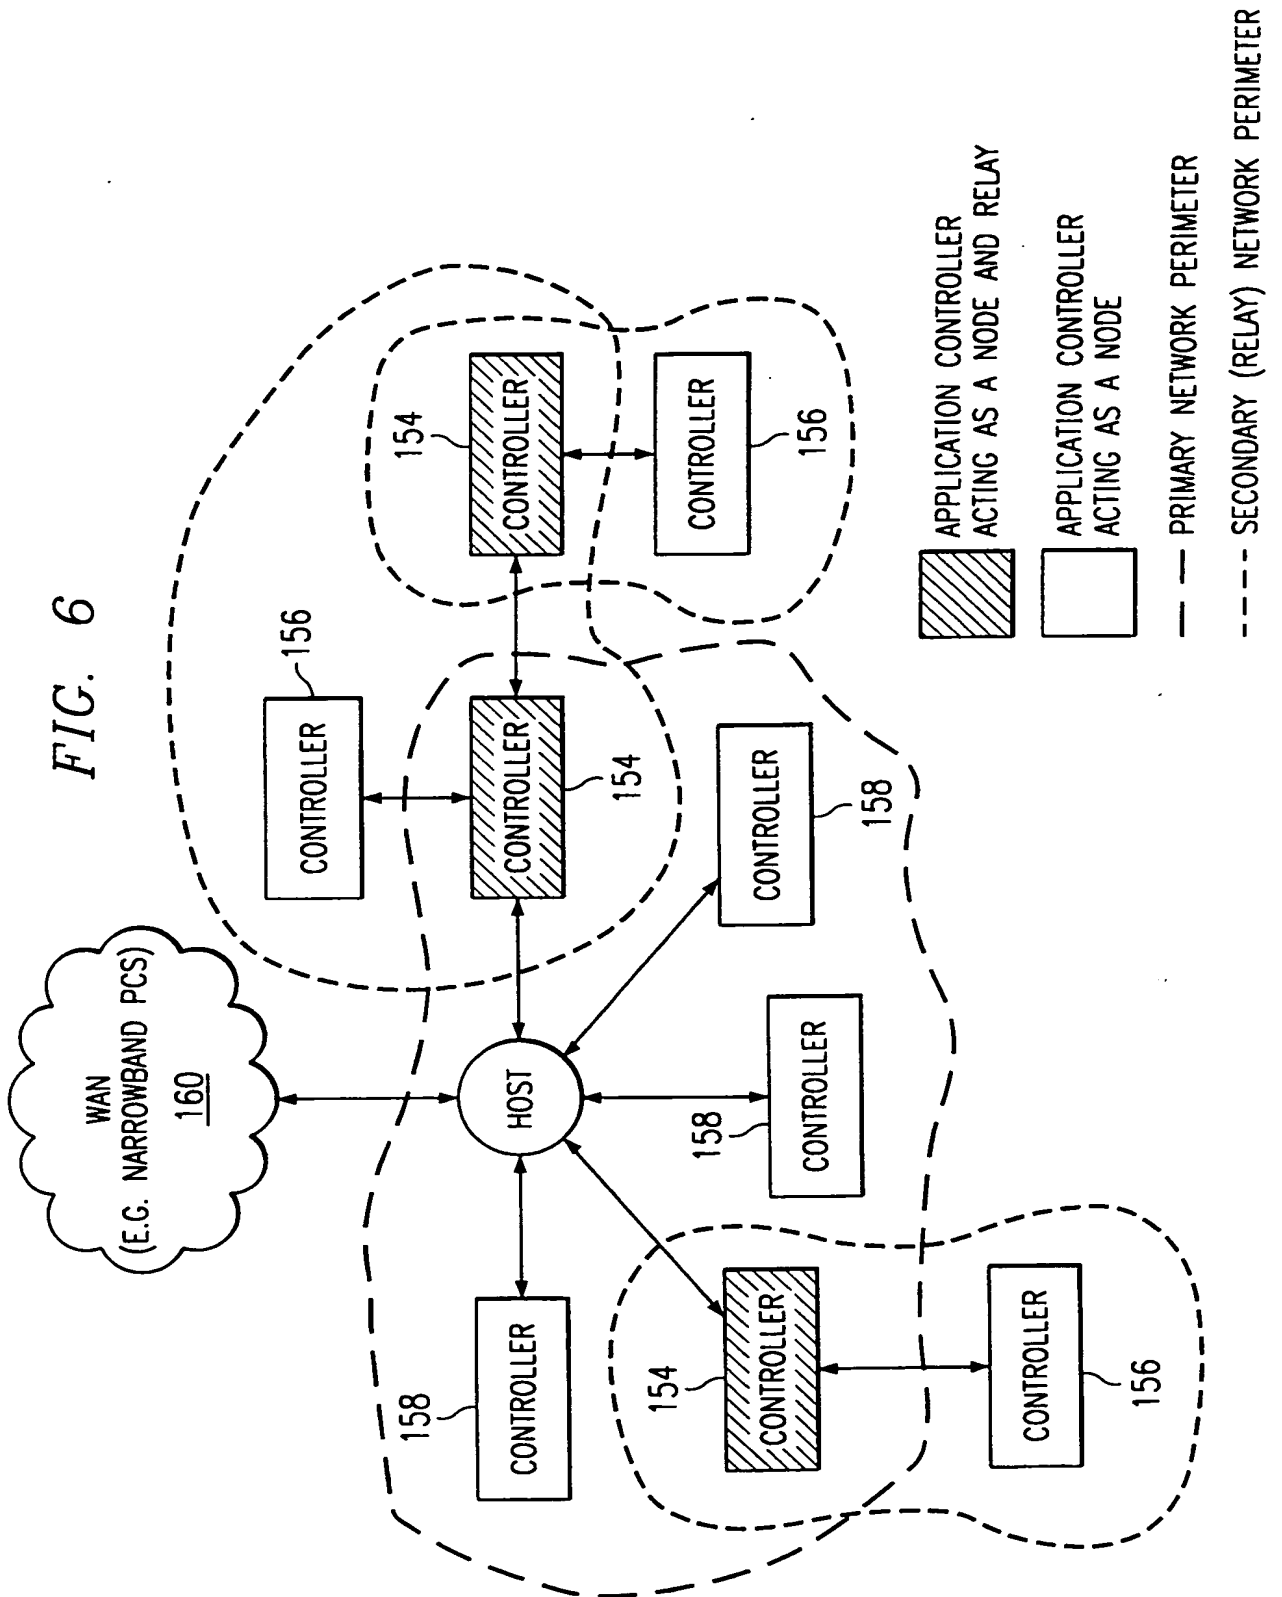 FIG. 6
WAN
(E.G. NARROWBAND PCS)
160
HOST
CONTROLLER
158
CONTROLLER
154
CONTROLLER
156
CONTROLLER
158
CONTROLLER
158
CONTROLLER
154
CONTROLLER
156
CONTROLLER
154
CONTROLLER
156
APPLICATION CONTROLLER
ACTING AS A NODE AND RELAY
APPLICATION CONTROLLER
ACTING AS A NODE
PRIMARY NETWORK PERIMETER
SECONDARY (RELAY) NETWORK PERIMETER